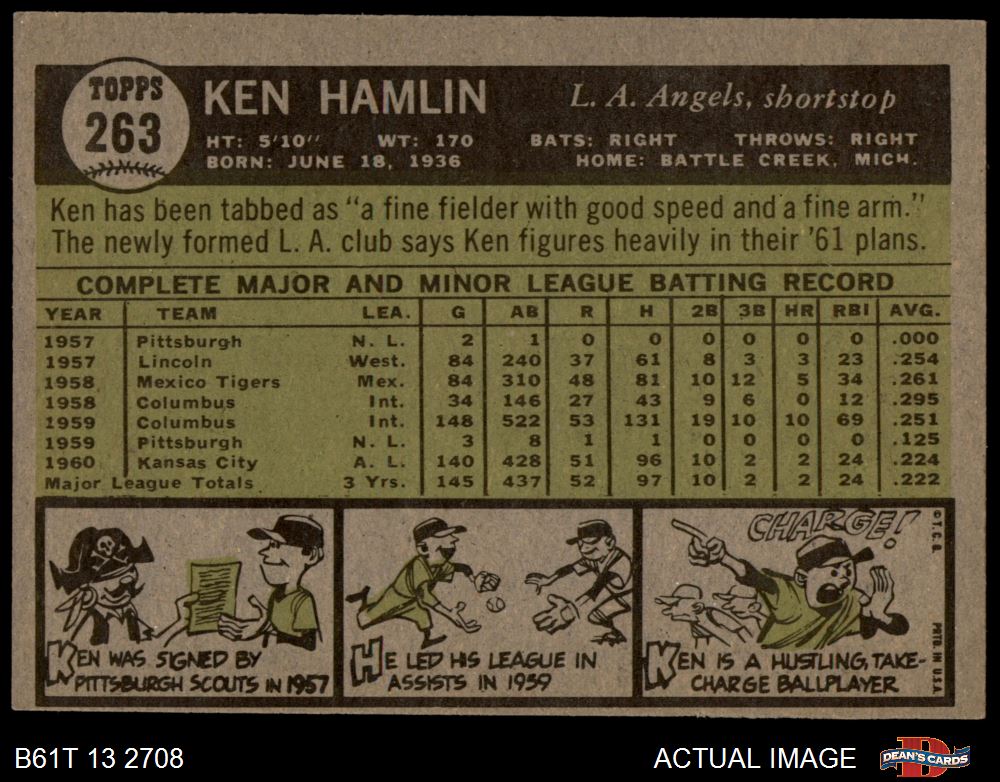 TOPPS
263
KEN HAMLIN
L. A. Angels, shortstop
HT: 5'10" WT: 170 BATS: RIGHT THROWS: RIGHT
BORN: JUNE 18, 1936 HOME: BATTLE CREEK, MICH.
Ken has been tabbed as "a fine fielder with good speed and a fine arm."
The newly formed L. A. club says Ken figures heavily in their '61 plans.
COMPLETE MAJOR AND MINOR LEAGUE BATTING RECORD
YEAR TEAM LEA. G AB R H 2B 3B HR RBI AVG.
1957 Pittsburgh N. L. 2 1 0 0 0 0 0 0 .000
1957 Lincoln West. 84 240 37 61 8 3 3 23 .254
1958 Mexico Tigers Mex. 84 310 48 81 10 12 5 34 .261
1958 Columbus Int. 34 146 27 43 9 6 0 12 .295
1959 Columbus Int. 148 522 53 131 19 10 10 69 .251
1959 Pittsburgh N. L. 3 8 1 1 0 0 0 0 .125
1960 Kansas City A. L. 140 428 51 96 10 2 2 24 .224
Major League Totals 3 Yrs. 145 437 52 97 10 2 2 24 .222
KEN WAS SIGNED BY
PITTSBURGH SCOUTS IN 1957
HE LED HIS LEAGUE IN
ASSISTS IN 1959
CHARGE!
KEN IS A HUSTLING, TAKE-
CHARGE BALLPLAYER
© T. C. G.
PRTD. IN U.S.A.
B61T 13 2708
ACTUAL IMAGE
DEAN'S CARDS